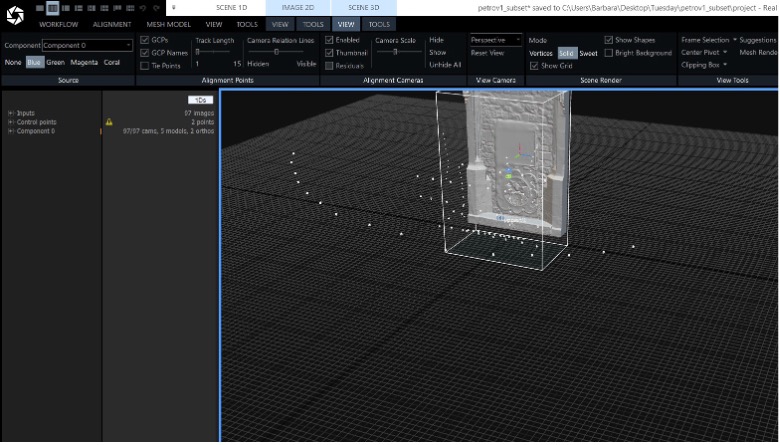 SCENE 1D IMAGE 2D SCENE 3D petrov1_subset* saved to C:\Users\Barbara\Desktop\Tuesday\petrov1_subset\project - Real
WORKFLOW ALIGNMENT MESH MODEL VIEW TOOLS VIEW TOOLS VIEW TOOLS
Component Component 0 GCPs Track Length Camera Relation Lines Enabled Camera Scale Hide Perspective Mode Show Shapes Frame Selection Suggestions
GCP Names Thumbnail Show Reset View Vertices Solid Sweet Bright Background Center Pivot Mesh Rende
None Blue Green Magenta Coral Tie Points 1 15 Hidden Visible Residuals Unhide All Show Grid Clipping Box
Source Alignment Points Alignment Cameras View Camera Scene Render View Tools
1Ds
Inputs 97 images
Control points 2 points
Component 0 97/97 cams, 5 models, 2 orthos